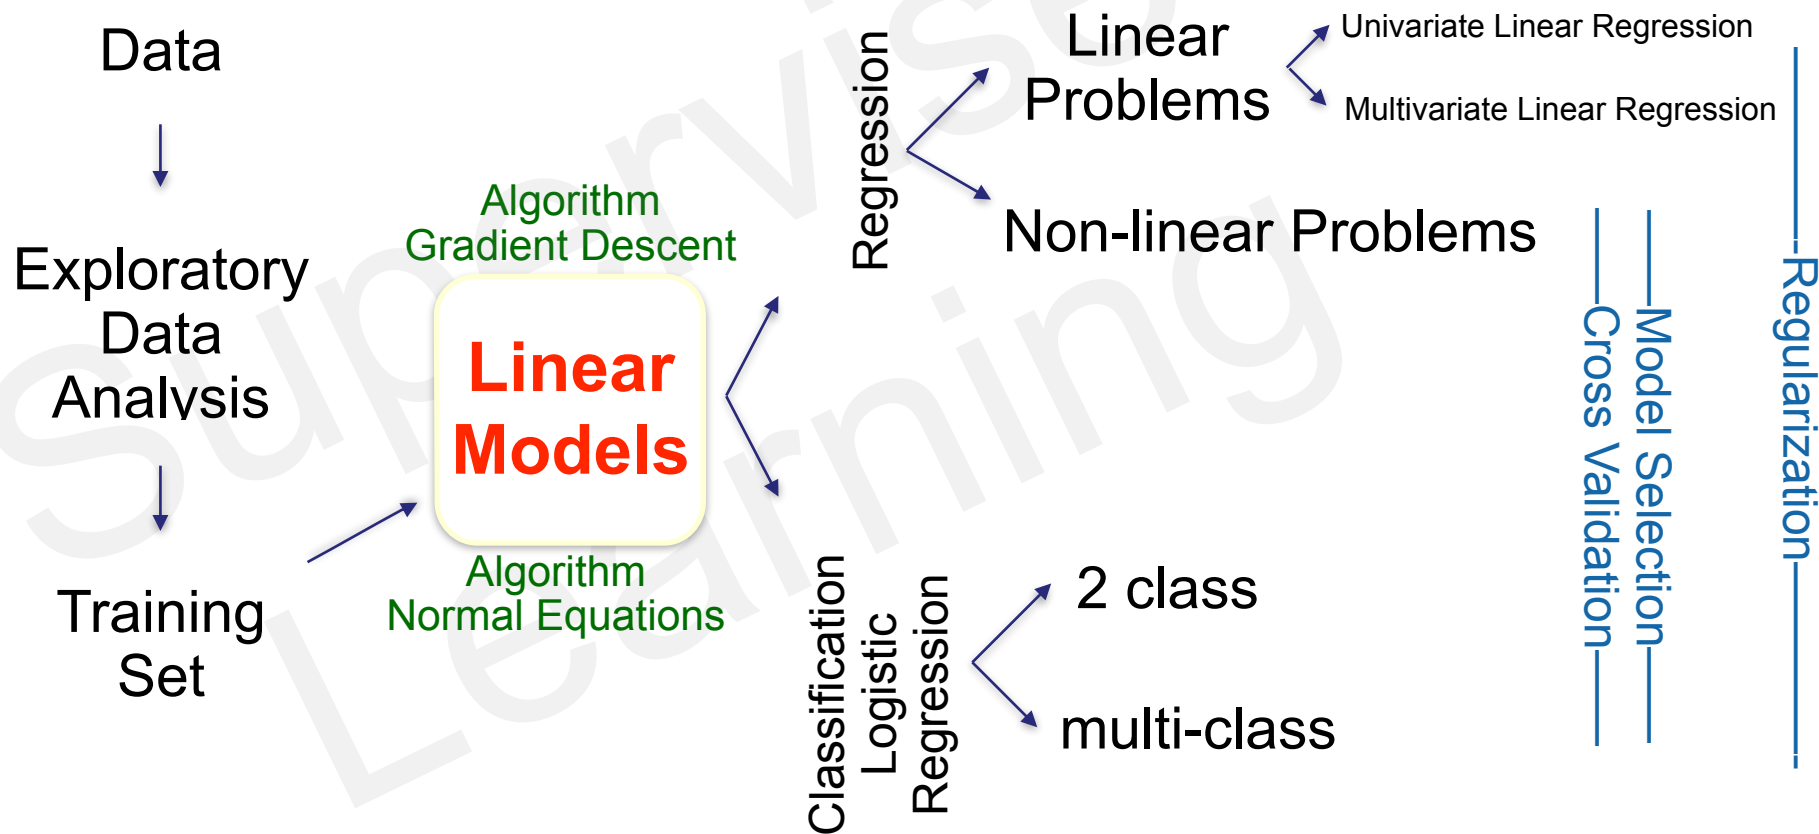 Data
Exploratory
Data
Analysis
Training
Set
Algorithm
Gradient Descent
Linear
Models
Algorithm
Normal Equations
Regression
Linear
Problems
Univariate Linear Regression
Multivariate Linear Regression
Non-linear Problems
Classification
Logistic
Regression
2 class
multi-class
Cross Validation
Model Selection
Regularization
Supervised
Learning